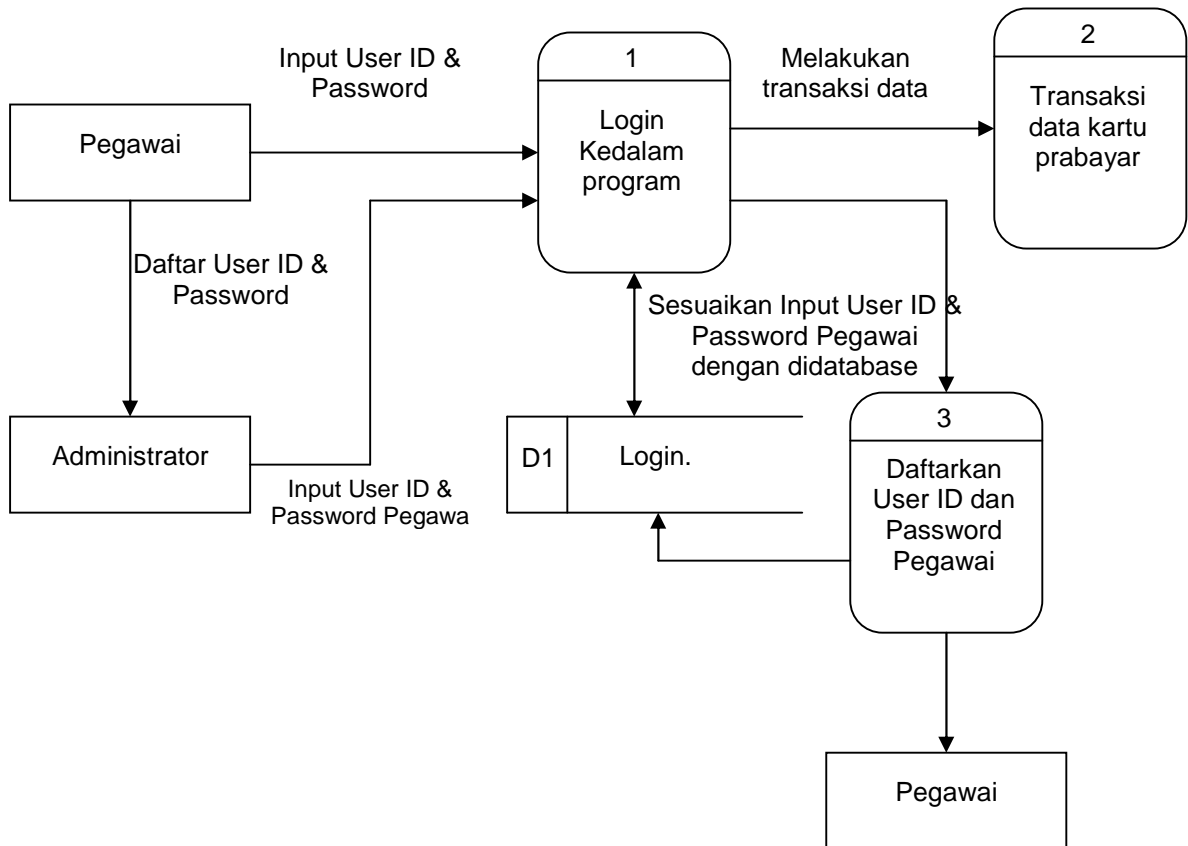 Input User ID &
Password
Pegawai
Daftar User ID &
Password
Administrator
Input User ID &
Password Pegawa
1
Login
Kedalam
program
Melakukan
transaksi data
2
Transaksi
data kartu
prabayar
Sesuaikan Input User ID &
Password Pegawai
dengan didatabase
D1
Login.
3
Daftarkan
User ID dan
Password
Pegawai
Pegawai